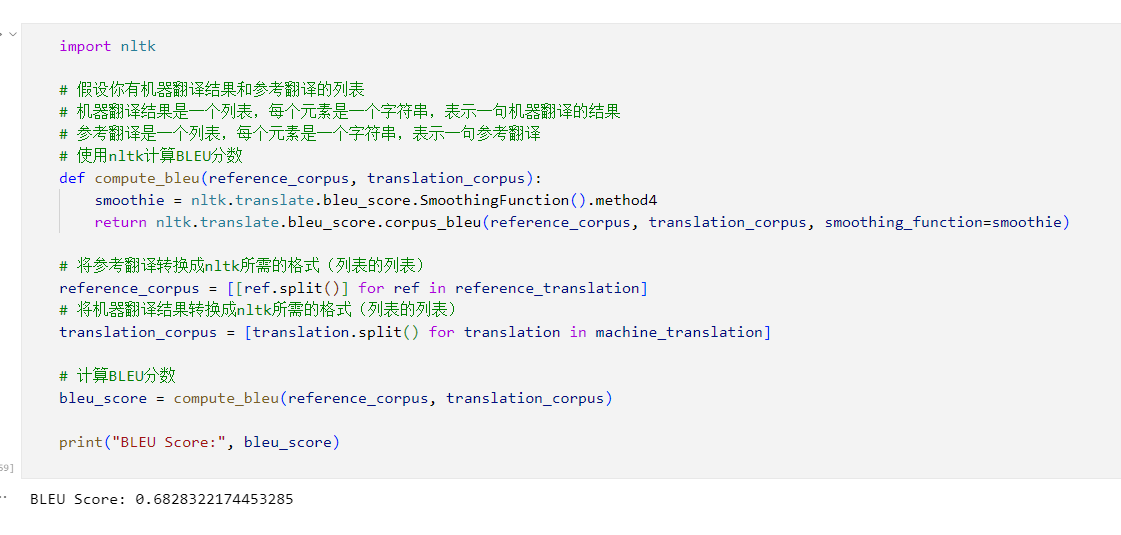 import nltk
# 假设你有机器翻译结果和参考翻译的列表
# 机器翻译结果是一个列表，每个元素是一个字符串，表示一句机器翻译的结果
# 参考翻译是一个列表，每个元素是一个字符串，表示一句参考翻译
# 使用nltk计算BLEU分数
def compute_bleu(reference_corpus, translation_corpus):
    smoothie = nltk.translate.bleu_score.SmoothingFunction().method4
    return nltk.translate.bleu_score.corpus_bleu(reference_corpus, translation_corpus, smoothing_function=smoothie)
# 将参考翻译转换成nltk所需的格式（列表的列表）
reference_corpus = [[ref.split()] for ref in reference_translation]
# 将机器翻译结果转换成nltk所需的格式（列表的列表）
translation_corpus = [translation.split() for translation in machine_translation]
# 计算BLEU分数
bleu_score = compute_bleu(reference_corpus, translation_corpus)
print("BLEU Score:", bleu_score)
69]
BLEU Score: 0.6828322174453285